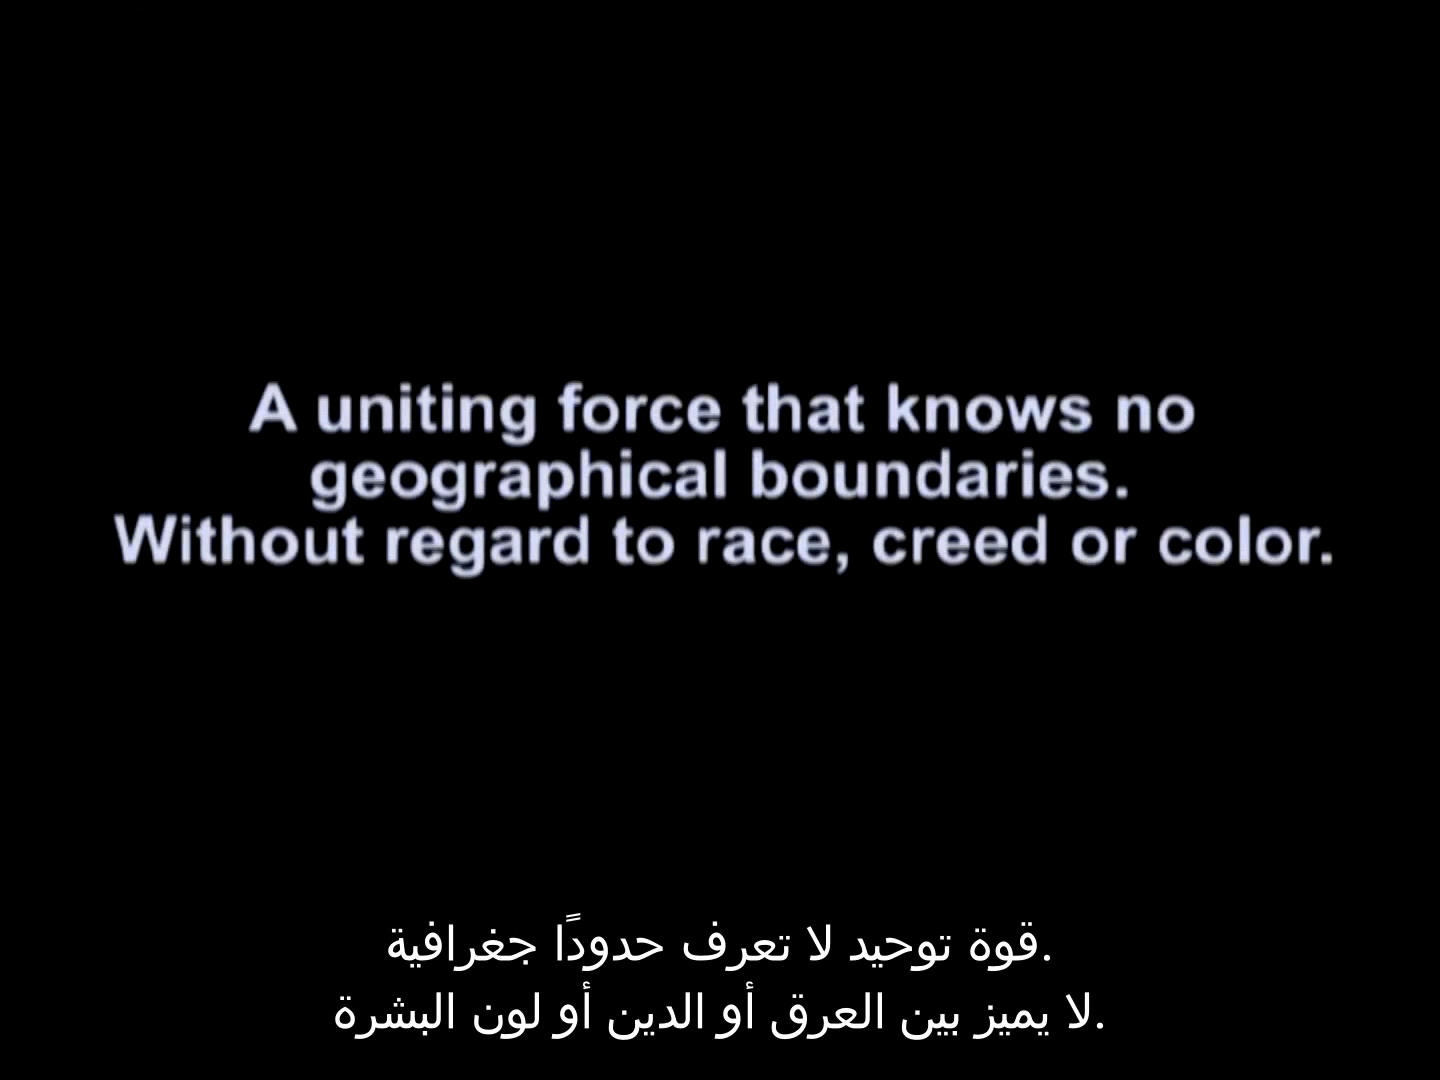 A uniting force that knows no
geographical boundaries.
Without regard to race, creed or color.
قوة توحيد لا تعرف حدودًا جغرافية.
لا يميز بين العرق أو الدين أو لون البشرة.